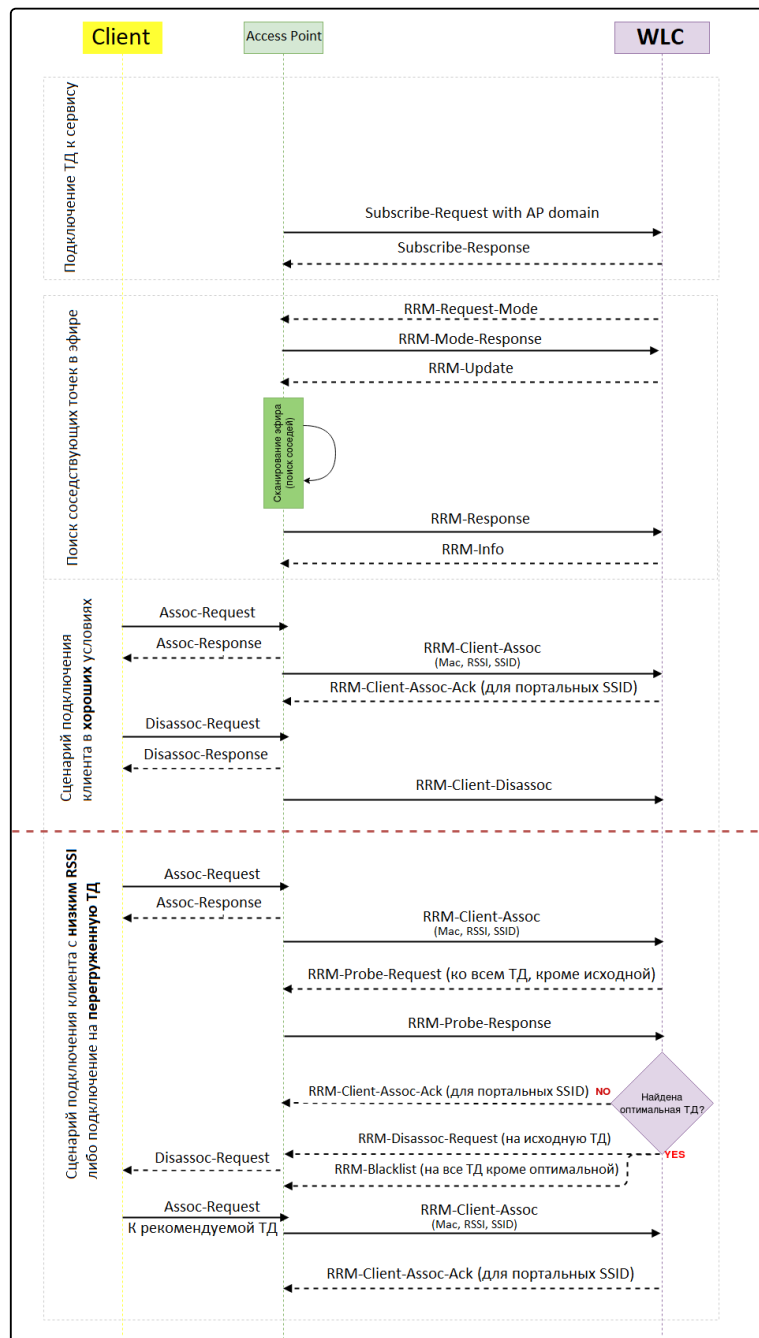 Client
Access Point
WLC
Подключение ТД к сервису
Subscribe-Request with AP domain
Subscribe-Response
Поиск соседствующих точек в эфире
RRM-Request-Mode
RRM-Mode-Response
RRM-Update
Сканирование эфира
(поиск соседей)
RRM-Response
RRM-Info
Сценарий подключения
клиента в хороших условиях
Assoc-Request
Assoc-Response
RRM-Client-Assoc
(Mac, RSSI, SSID)
RRM-Client-Assoc-Ack (для портальных SSID)
Disassoc-Request
Disassoc-Response
RRM-Client-Disassoc
Сценарий подключения клиента с низким RSSI
либо подключение на перегруженную ТД
Assoc-Request
Assoc-Response
RRM-Client-Assoc
(Mac, RSSI, SSID)
RRM-Probe-Request (ко всем ТД, кроме исходной)
RRM-Probe-Response
Найдена
оптимальная ТД?
NO
RRM-Client-Assoc-Ack (для портальных SSID)
YES
RRM-Disassoc-Request (на исходную ТД)
Disassoc-Request
RRM-Blacklist (на все ТД кроме оптимальной)
Assoc-Request
К рекомендуемой ТД
RRM-Client-Assoc
(Mac, RSSI, SSID)
RRM-Client-Assoc-Ack (для портальных SSID)